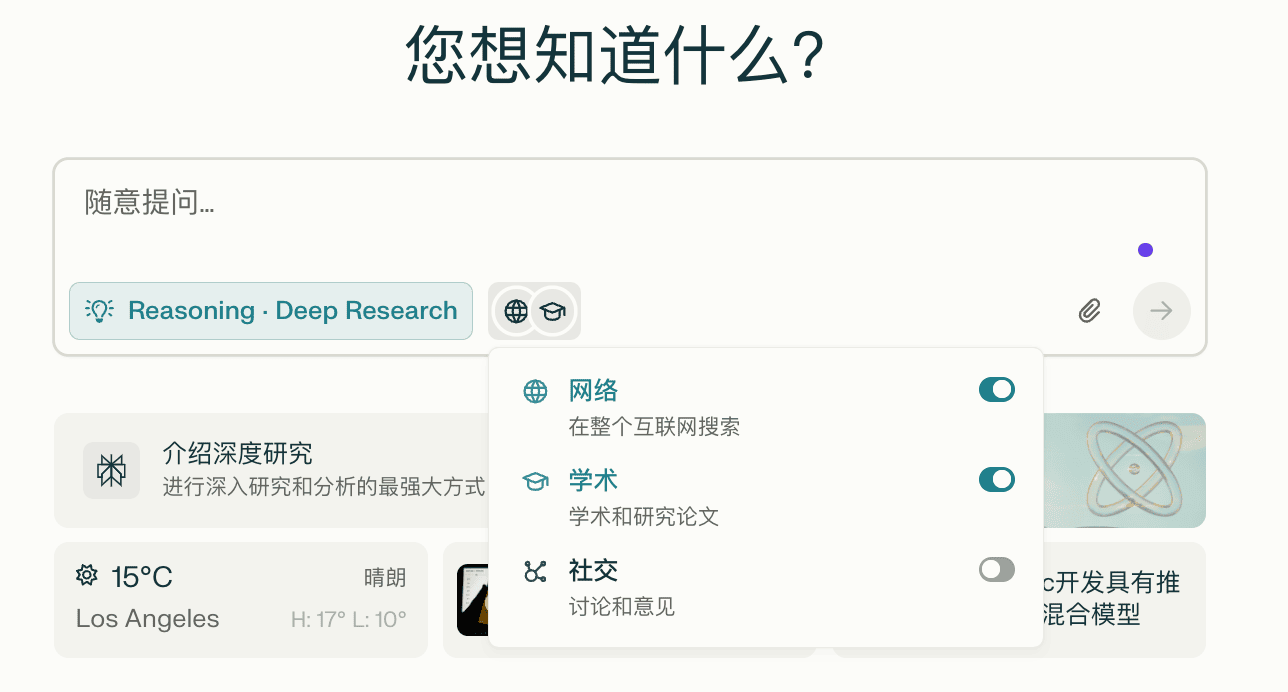 您想知道什么?
随意提问...
Reasoning · Deep Research
网络
在整个互联网搜索
学术
学术和研究论文
社交
讨论和意见
介绍深度研究
进行深入研究和分析的最强大方式
15°C
晴朗
Los Angeles
H: 17° L: 10°
c开发具有推
混合模型